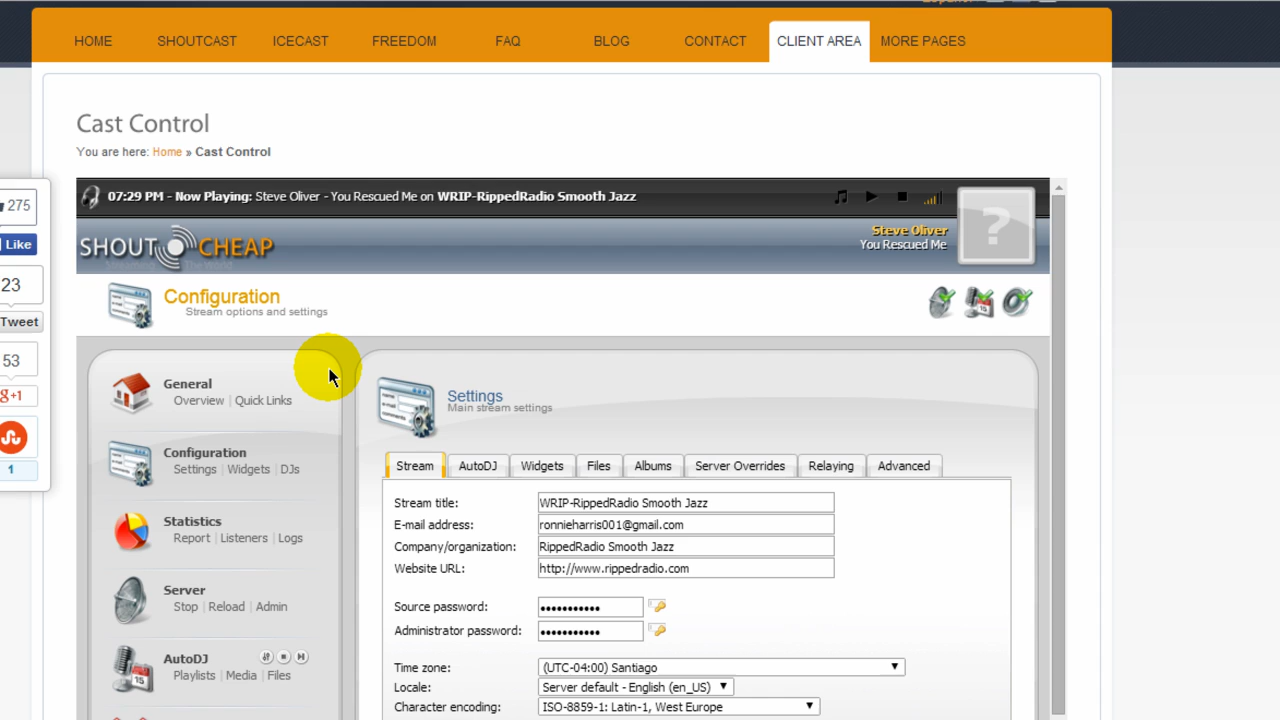 HOME SHOUTCAST ICECAST FREEDOM FAQ BLOG CONTACT CLIENT AREA MORE PAGES
Cast Control
You are here: Home » Cast Control
275
Like
23
Tweet
53
g+1
1
07:29 PM - Now Playing: Steve Oliver - You Rescued Me on WRIP-RippedRadio Smooth Jazz
SHOUT CHEAP
Steve Oliver
You Rescued Me
?
Configuration
Stream options and settings
General
Overview | Quick Links
Configuration
Settings | Widgets | DJs
Statistics
Report | Listeners | Logs
Server
Stop | Reload | Admin
AutoDJ
15
Playlists | Media | Files
Settings
Main stream settings
Stream AutoDJ Widgets Files Albums Server Overrides Relaying Advanced
Stream title: WRIP-RippedRadio Smooth Jazz
E-mail address: ronnieharris001@gmail.com
Company/organization: RippedRadio Smooth Jazz
Website URL: http://www.rippedradio.com
Source password: •••••••••••
Administrator password: •••••••••••
Time zone: (UTC-04:00) Santiago
Locale: Server default - English (en_US)
Character encoding: ISO-8859-1: Latin-1, West Europe